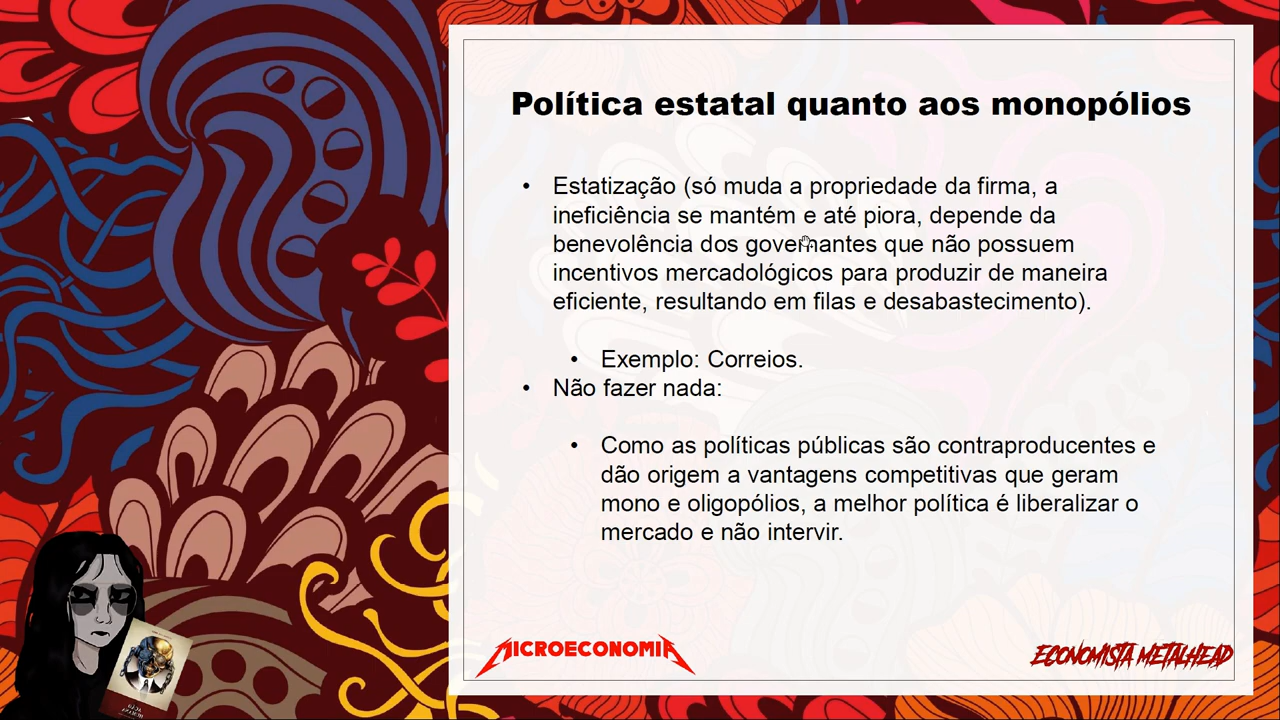 Política estatal quanto aos monopólios
• Estatização (só muda a propriedade da firma, a
ineficiência se mantém e até piora, depende da
benevolência dos governantes que não possuem
incentivos mercadológicos para produzir de maneira
eficiente, resultando em filas e desabastecimento).
• Exemplo: Correios.
• Não fazer nada:
• Como as políticas públicas são contraproducentes e
dão origem a vantagens competitivas que geram
mono e oligopólios, a melhor política é liberalizar o
mercado e não intervir.
MICROECONOMIA
ECONOMISTA METALHEAD